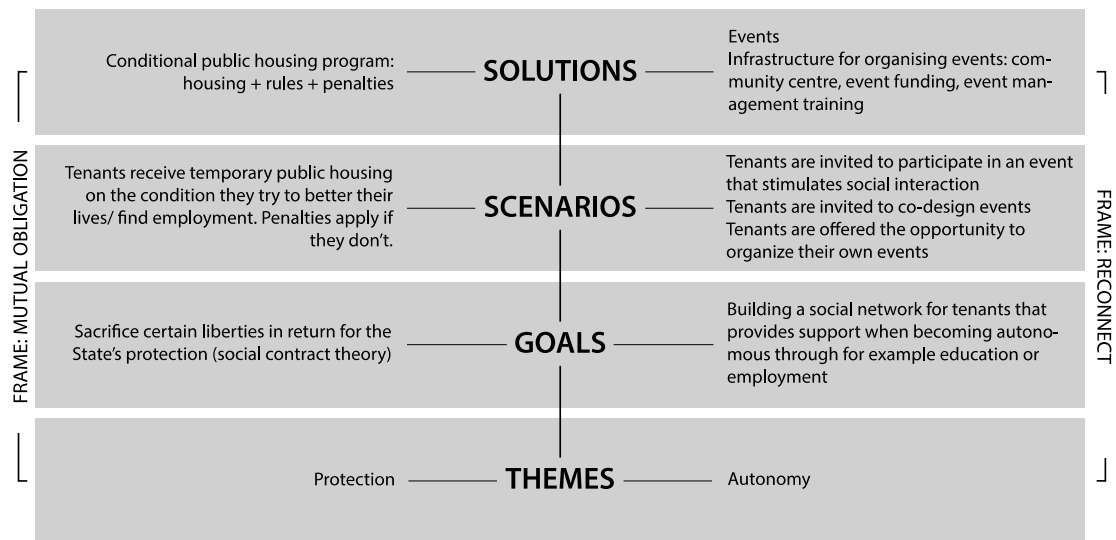 Conditional public housing program:
housing + rules + penalties
SOLUTIONS
Events
Infrastructure for organising events: com-
munity centre, event funding, event man-
agement training
Tenants receive temporary public housing
on the condition they try to better their
lives/ find employment. Penalties apply if
they don't.
SCENARIOS
Tenants are invited to participate in an event
that stimulates social interaction
Tenants are invited to co-design events
Tenants are offered the opportunity to
organize their own events
Sacrifice certain liberties in return for the
State's protection (social contract theory)
GOALS
Building a social network for tenants that
provides support when becoming autono-
mous through for example education or
employment
Protection
THEMES
Autonomy
FRAME: MUTUAL OBLIGATION
FRAME: RECONNECT